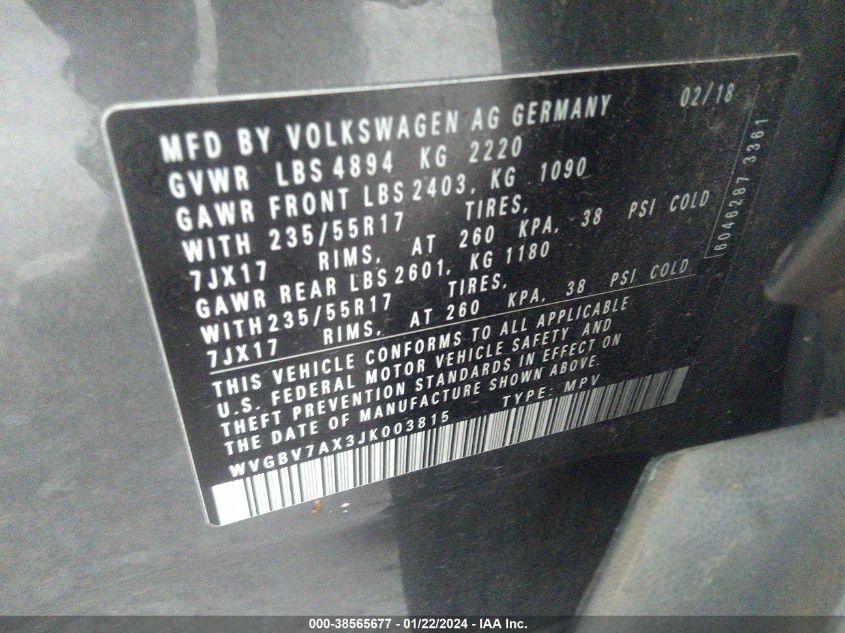 MFD BY VOLKSWAGEN AG GERMANY 02/18
GVWR LBS 4894 KG 2220
GAWR FRONT LBS 2403, KG 1090
WITH 235/55R17 TIRES,
7JX17 RIMS, AT 260 KPA, 38 PSI COLD
GAWR REAR LBS 2601, KG 1180
WITH 235/55R17 TIRES,
7JX17 RIMS, AT 260 KPA, 38 PSI COLD
THIS VEHICLE CONFORMS TO ALL APPLICABLE
U.S. FEDERAL MOTOR VEHICLE SAFETY AND
THEFT PREVENTION STANDARDS IN EFFECT ON
THE DATE OF MANUFACTURE SHOWN ABOVE.
WVGBV7AX3JK003815 TYPE: MPV
6046287 3361
000-38565677 - 01/22/2024 - IAA Inc.